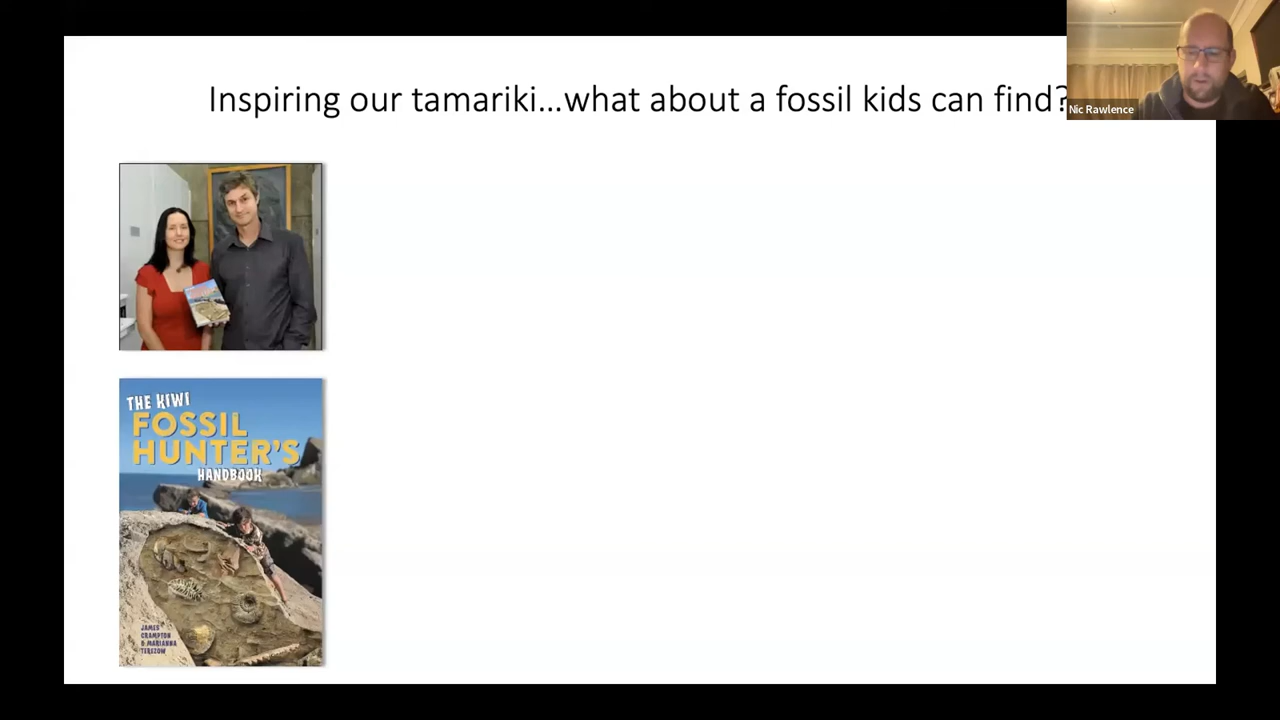 Inspiring our tamariki...what about a fossil kids can find?
Nic Rawlence
THE KIWI
FOSSIL
HUNTER'S
HANDBOOK
JAMES
CRAMPTON
& MARIANNA
TEREZOW